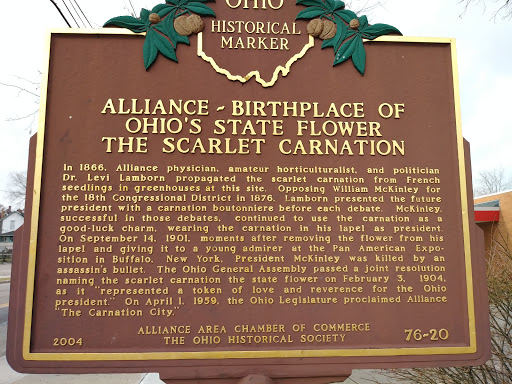 OHIO
HISTORICAL
MARKER
ALLIANCE ~ BIRTHPLACE OF
OHIO'S STATE FLOWER
THE SCARLET CARNATION
In 1866, Alliance physician, amateur horticulturalist, and politician
Dr. Levi Lamborn propagated the scarlet carnation from French
seedlings in greenhouses at this site. Opposing William McKinley for
the 18th Congressional District in 1876, Lamborn presented the future
president with a carnation boutonniere before each debate. McKinley,
successful in those debates, continued to use the carnation as a
good-luck charm, wearing the carnation in his lapel as president.
On September 14, 1901, moments after removing the flower from his
lapel and giving it to a young admirer at the Pan American Expo-
sition in Buffalo, New York, President McKinley was killed by an
assassin's bullet. The Ohio General Assembly passed a joint resolution
naming the scarlet carnation the state flower on February 3, 1904,
as it "represented a token of love and reverence for the Ohio
president." On April 1, 1959, the Ohio Legislature proclaimed Alliance
"The Carnation City."
ALLIANCE AREA CHAMBER OF COMMERCE
2004 THE OHIO HISTORICAL SOCIETY 76-20